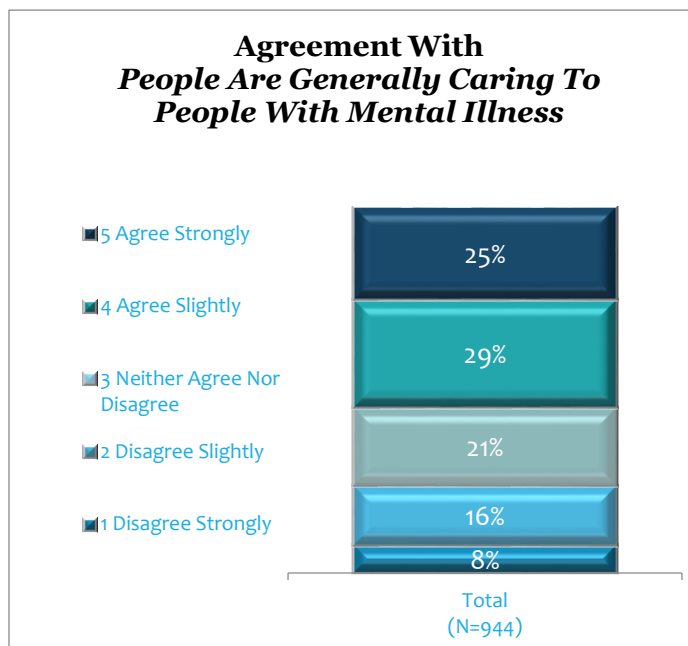 Agreement With
People Are Generally Caring To
People With Mental Illness
5 Agree Strongly
4 Agree Slightly
3 Neither Agree Nor
Disagree
2 Disagree Slightly
1 Disagree Strongly
25%
29%
21%
16%
8%
Total
(N=944)